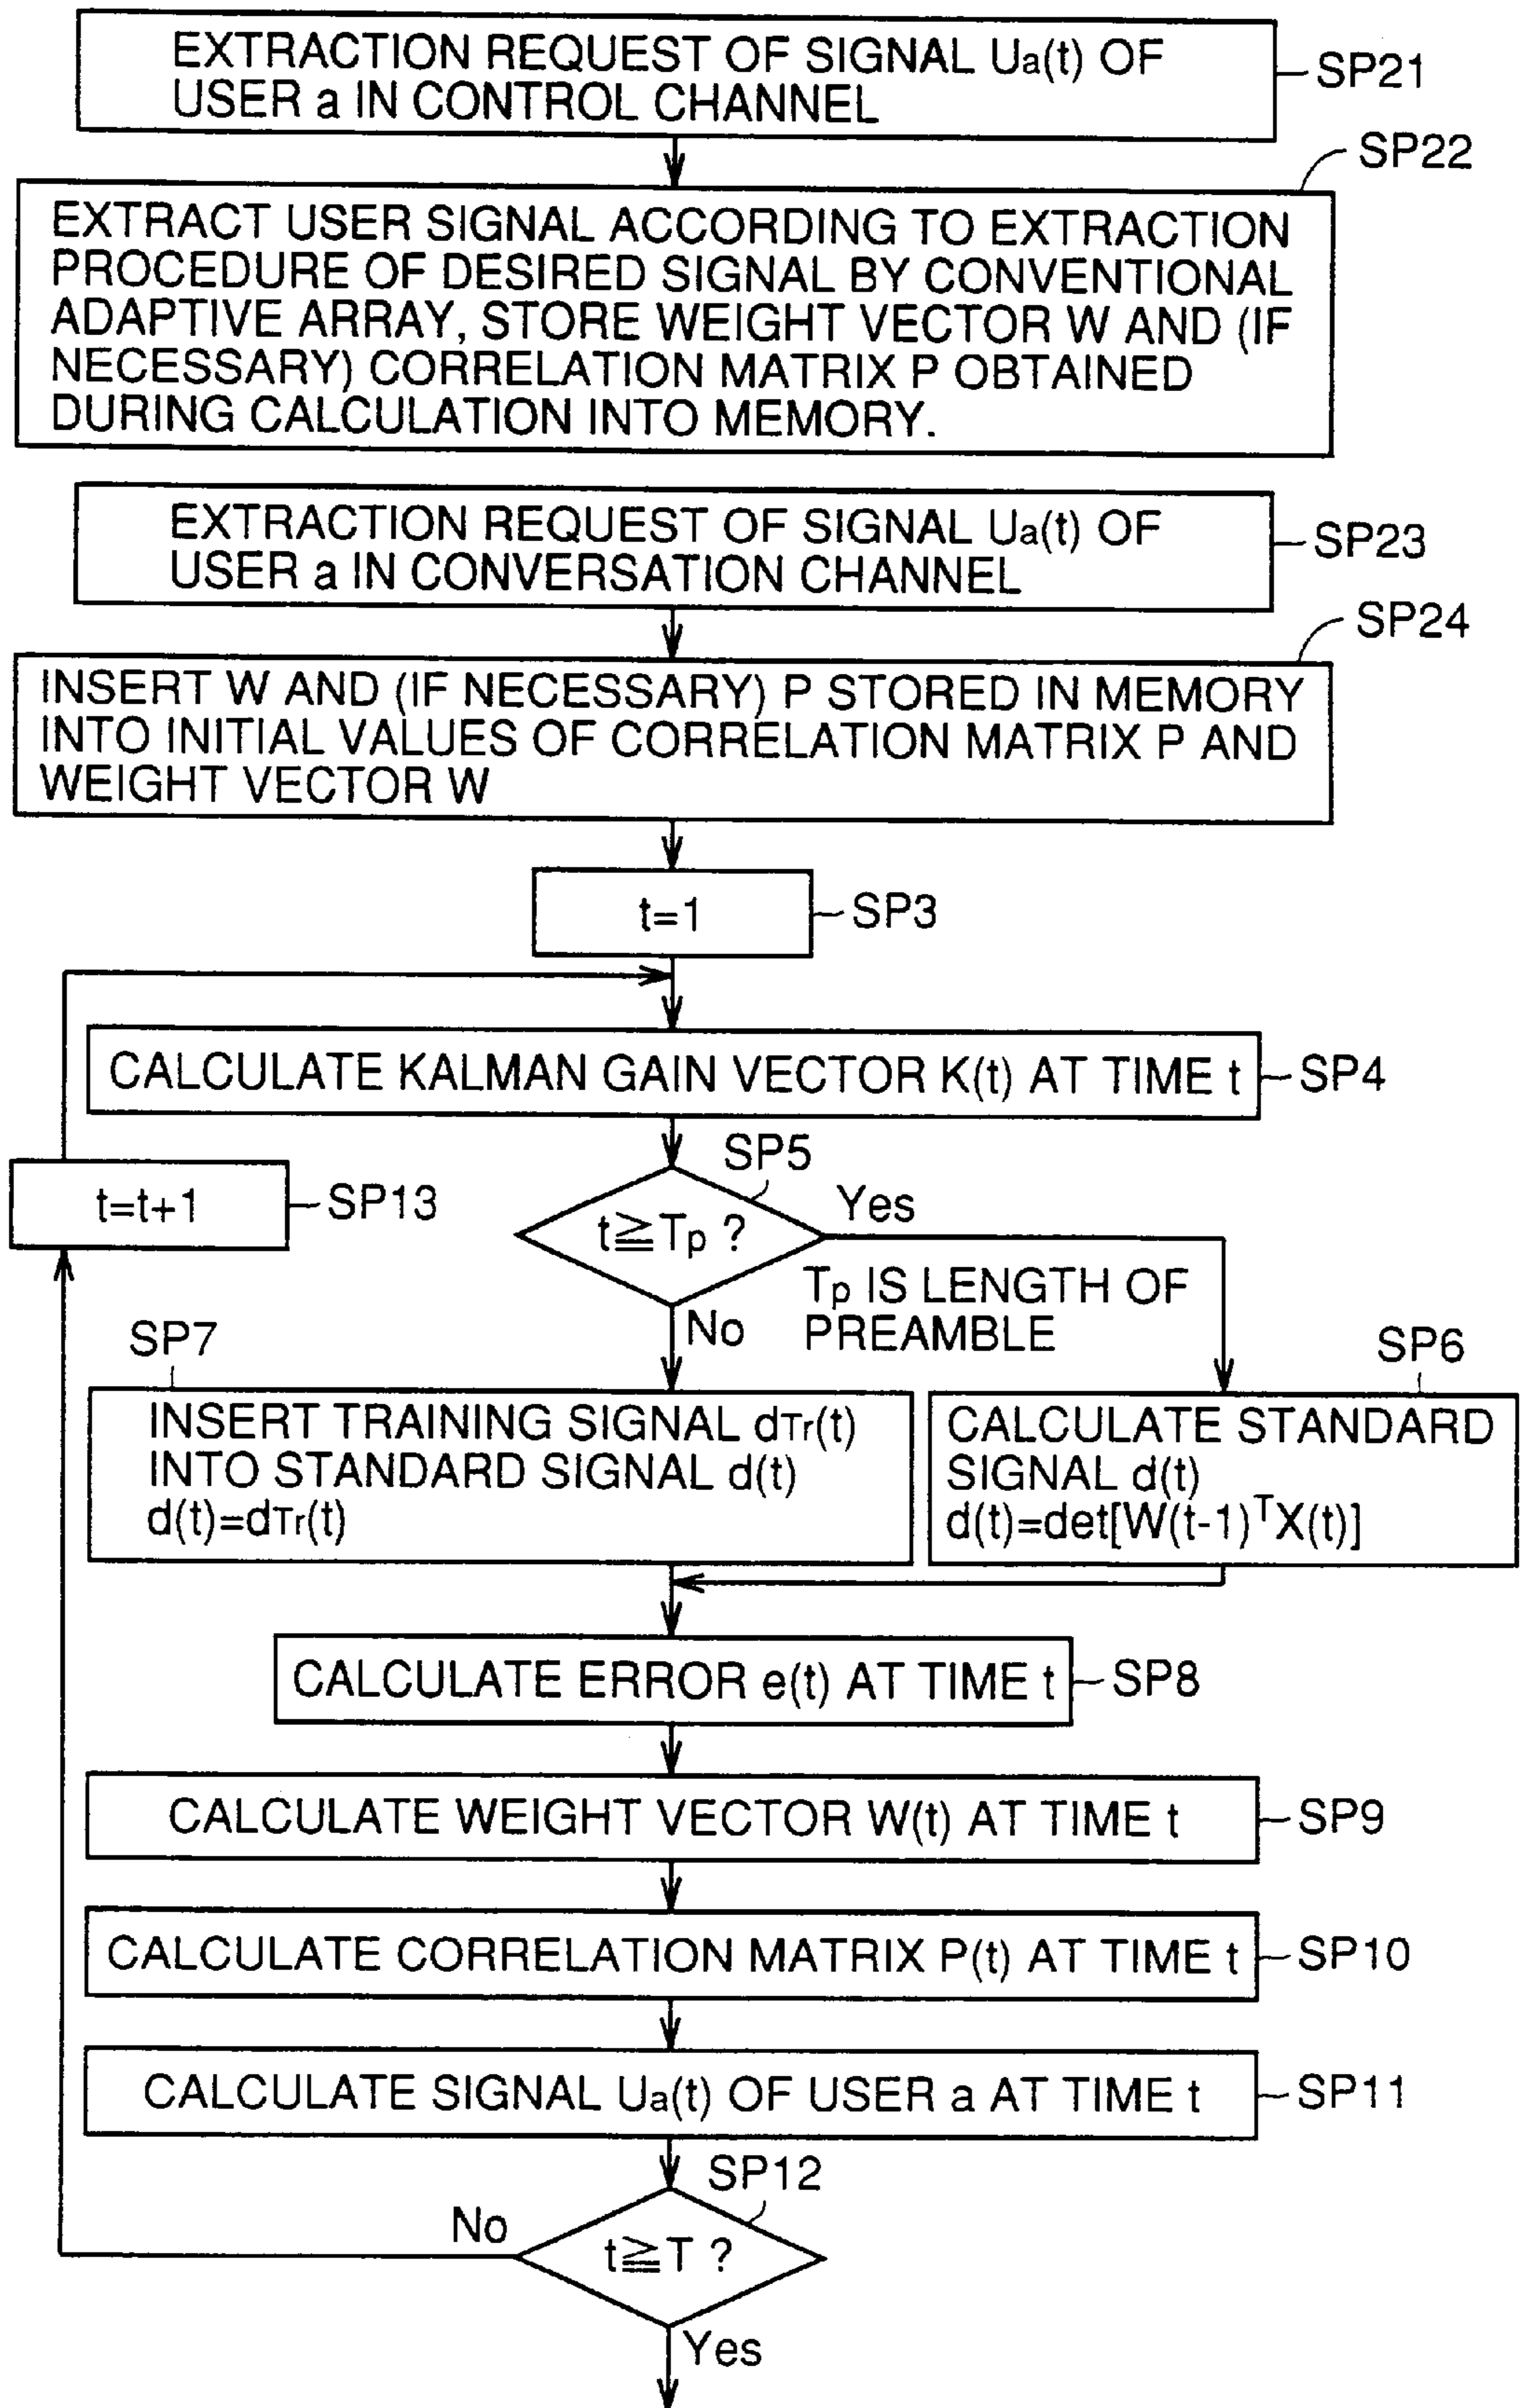 EXTRACTION REQUEST OF SIGNAL Ua(t) OF
USER a IN CONTROL CHANNEL
SP21
SP22
EXTRACT USER SIGNAL ACCORDING TO EXTRACTION
PROCEDURE OF DESIRED SIGNAL BY CONVENTIONAL
ADAPTIVE ARRAY, STORE WEIGHT VECTOR W AND (IF
NECESSARY) CORRELATION MATRIX P OBTAINED
DURING CALCULATION INTO MEMORY.
EXTRACTION REQUEST OF SIGNAL Ua(t) OF
USER a IN CONVERSATION CHANNEL
SP23
SP24
INSERT W AND (IF NECESSARY) P STORED IN MEMORY
INTO INITIAL VALUES OF CORRELATION MATRIX P AND
WEIGHT VECTOR W
t=1
SP3
CALCULATE KALMAN GAIN VECTOR K(t) AT TIME t
SP4
SP5
t=t+1
SP13
t≧Tp ?
Yes
Tp IS LENGTH OF
PREAMBLE
No
SP7
SP6
INSERT TRAINING SIGNAL dTr(t)
INTO STANDARD SIGNAL d(t)
d(t)=dTr(t)
CALCULATE STANDARD
SIGNAL d(t)
d(t)=det[W(t-1)ᵀX(t)]
CALCULATE ERROR e(t) AT TIME t
SP8
CALCULATE WEIGHT VECTOR W(t) AT TIME t
SP9
CALCULATE CORRELATION MATRIX P(t) AT TIME t
SP10
CALCULATE SIGNAL Ua(t) OF USER a AT TIME t
SP11
SP12
No
t≧T ?
Yes